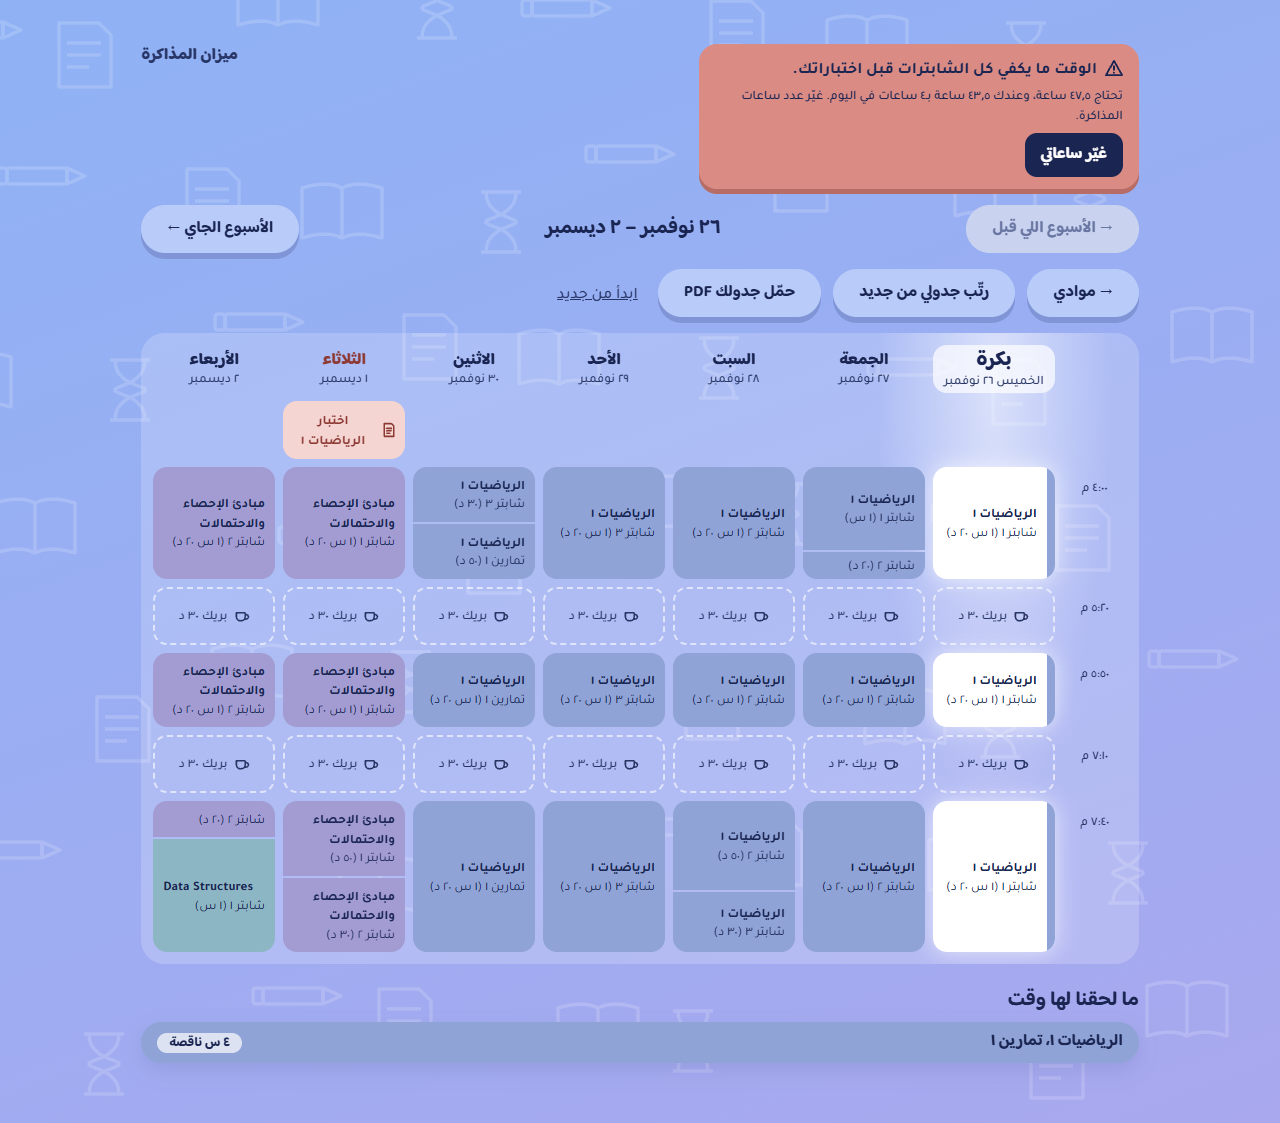 ميزان المذاكرة
الوقت ما يكفي كل الشابترات قبل اختباراتك.
تحتاج ٤٧٫٥ ساعة، وعندك ٤٣٫٥ ساعة بـ٤ ساعات في اليوم. غيّر عدد ساعات
المذاكرة.
غيّر ساعاتي
→ الأسبوع اللي قبل
٢٦ نوفمبر – ٢ ديسمبر
الأسبوع الجاي ←
→ موادي
رتّب جدولي من جديد
حمّل جدولك PDF
ابدأ من جديد
بكرة
الخميس ٢٦ نوفمبر
الجمعة
٢٧ نوفمبر
السبت
٢٨ نوفمبر
الأحد
٢٩ نوفمبر
الاثنين
٣٠ نوفمبر
الثلاثاء
١ ديسمبر
الأربعاء
٢ ديسمبر
اختبار
الرياضيات ١
٤:٠٠ م
الرياضيات ١
شابتر ١ (١ س ٢٠ د)
الرياضيات ١
شابتر ١ (١ س)
شابتر ٢ (٢٠ د)
الرياضيات ١
شابتر ٢ (١ س ٢٠ د)
الرياضيات ١
شابتر ٣ (١ س ٢٠ د)
الرياضيات ١
شابتر ٣ (٣٠ د)
الرياضيات ١
تمارين ١ (٥٠ د)
مبادئ الإحصاء
والاحتمالات
شابتر ١ (١ س ٢٠ د)
مبادئ الإحصاء
والاحتمالات
شابتر ٢ (١ س ٢٠ د)
٥:٢٠ م
بريك ٣٠ د
بريك ٣٠ د
بريك ٣٠ د
بريك ٣٠ د
بريك ٣٠ د
بريك ٣٠ د
بريك ٣٠ د
٥:٥٠ م
الرياضيات ١
شابتر ١ (١ س ٢٠ د)
الرياضيات ١
شابتر ٢ (١ س ٢٠ د)
الرياضيات ١
شابتر ٢ (١ س ٢٠ د)
الرياضيات ١
شابتر ٣ (١ س ٢٠ د)
الرياضيات ١
تمارين ١ (١ س ٢٠ د)
مبادئ الإحصاء
والاحتمالات
شابتر ١ (١ س ٢٠ د)
مبادئ الإحصاء
والاحتمالات
شابتر ٢ (١ س ٢٠ د)
٧:١٠ م
بريك ٣٠ د
بريك ٣٠ د
بريك ٣٠ د
بريك ٣٠ د
بريك ٣٠ د
بريك ٣٠ د
بريك ٣٠ د
٧:٤٠ م
الرياضيات ١
شابتر ١ (١ س ٢٠ د)
الرياضيات ١
شابتر ٢ (١ س ٢٠ د)
الرياضيات ١
شابتر ٢ (٥٠ د)
الرياضيات ١
شابتر ٣ (٣٠ د)
الرياضيات ١
شابتر ٣ (١ س ٢٠ د)
الرياضيات ١
تمارين ١ (١ س ٢٠ د)
مبادئ الإحصاء
والاحتمالات
شابتر ١ (٥٠ د)
مبادئ الإحصاء
والاحتمالات
شابتر ٢ (٣٠ د)
شابتر ٢ (٢٠ د)
Data Structures
شابتر ١ (١ س)
ما لحقنا لها وقت
الرياضيات ١، تمارين ١
٤ س ناقصة